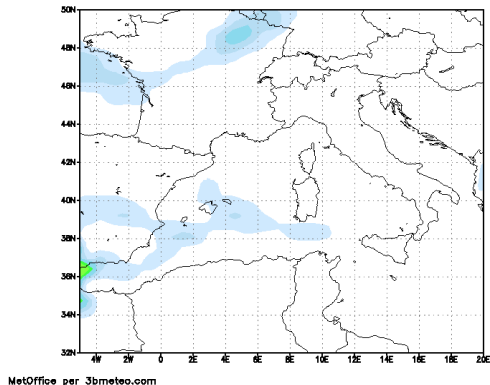 50N
48N
46N
44N
42N
40N
38N
36N
34N
32N
4W 2W 0 2E 4E 6E 8E 10E 12E 14E 16E 18E 20E
MetOffice per 3bmeteo.com